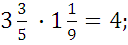 3 3/5 · 1 1/9 = 4;